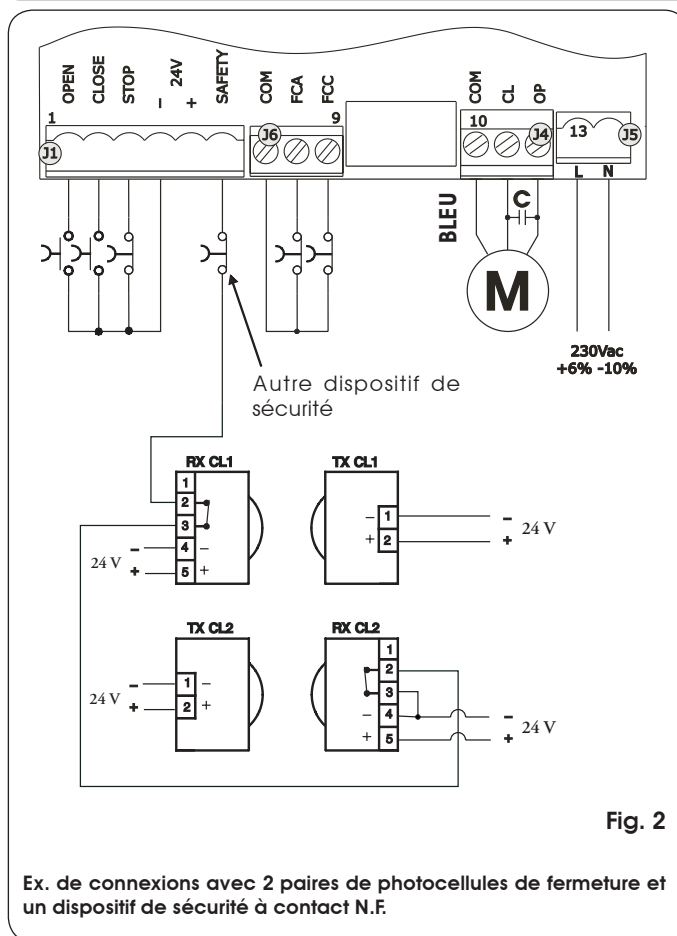 OPEN CLOSE STOP – 24V + SAFETY COM FCA FCC COM CL OP
1 9 10 13
J1 J6 J4 J5
L N
BLEU
C
M
230Vac
+6% -10%
Autre dispositif de
sécurité
RX CL1 TX CL1
1
2
3
4 –
5 +
24 V – +
– 1
+ 2
– + 24 V
TX CL2 RX CL2
1 –
2 +
24 V – +
1
2
3
– 4
+ 5
– + 24 V
Fig. 2
Ex. de connexions avec 2 paires de photocellules de fermeture et
un dispositif de sécurité à contact N.F.